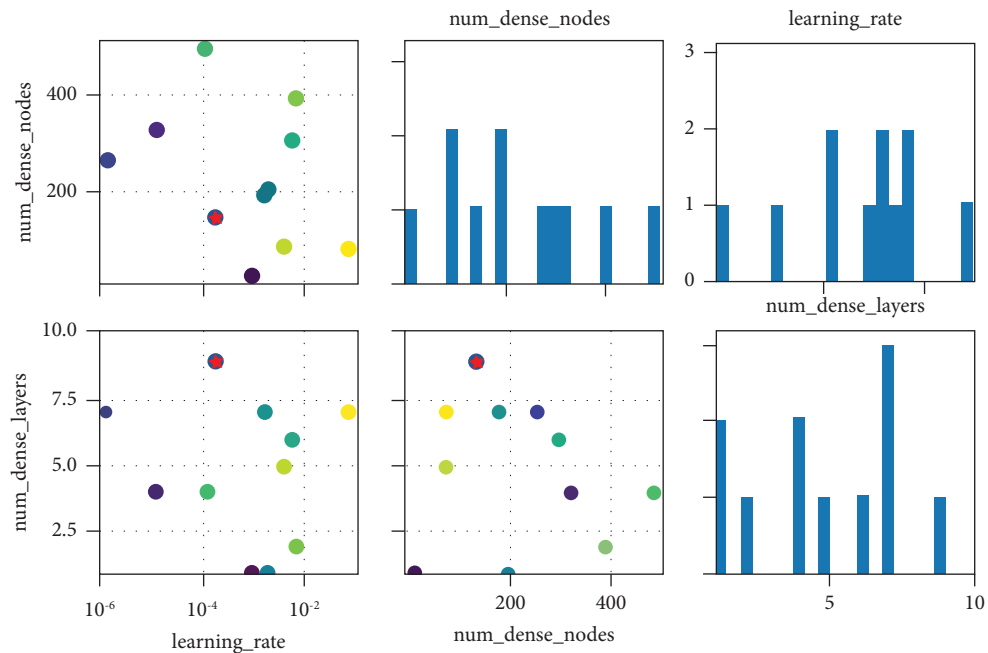 num_dense_nodes
learning_rate
num_dense_nodes
400
200
3
2
1
0
num_dense_layers
num_dense_layers
10.0
7.5
5.0
2.5
10-6
10-4
10-2
learning_rate
200
400
num_dense_nodes
5
10